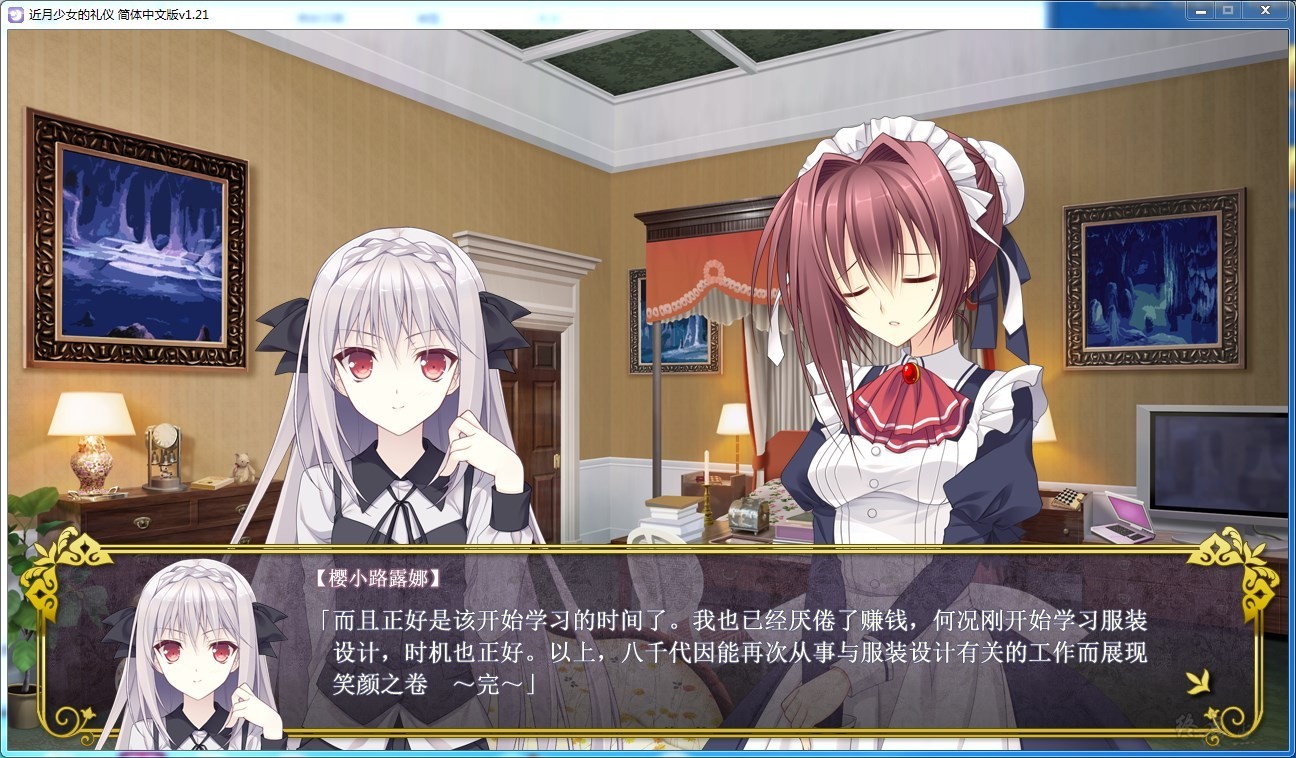 近月少女的礼仪 简体中文版v1.21
【樱小路露娜】
「而且正好是该开始学习的时间了。我也已经厌倦了赚钱，何况刚开始学习服装
设计，时机也正好。以上，八千代因能再次从事与服装设计有关的工作而展现
笑颜之卷　～完～」